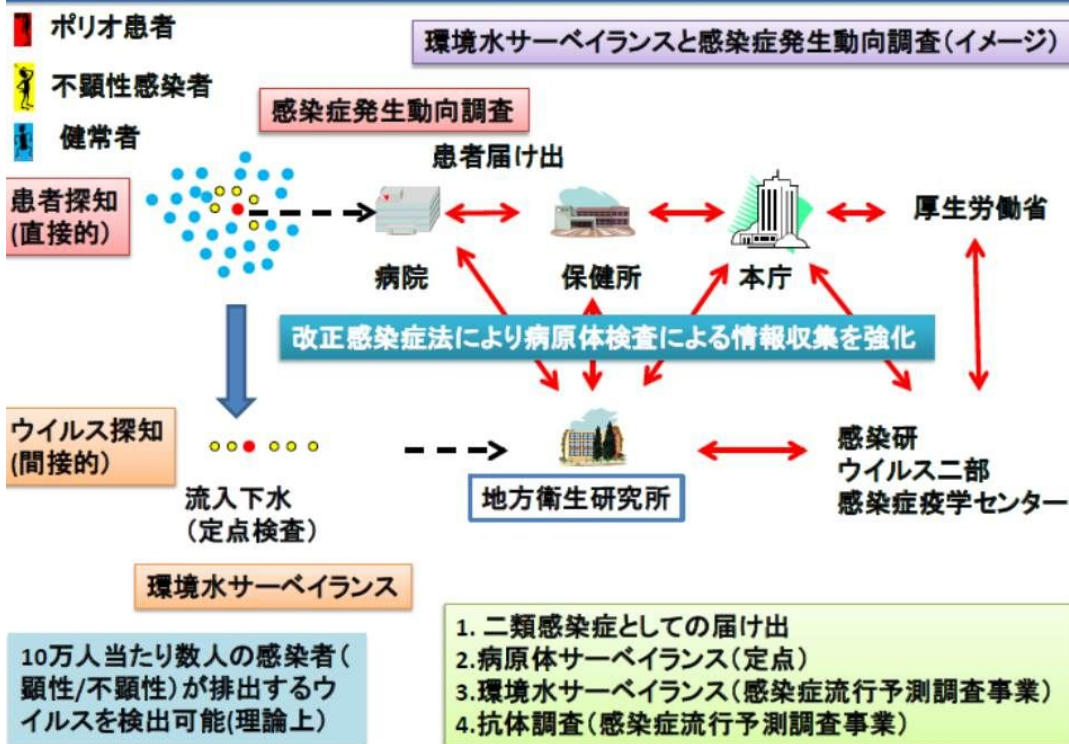 ポリオ患者
環境水サーベイランスと感染症発生動向調査(イメージ)
不顕性感染者
感染症発生動向調査
健常者
患者届け出
患者探知
(直接的)
厚生労働省
病院
保健所
本庁
改正感染症法により病原体検査による情報収集を強化
ウイルス探知
(間接的)
感染研
ウイルス二部
感染症疫学センター
流入下水
(定点検査)
地方衛生研究所
環境水サーベイランス
10万人当たり数人の感染者(
顕性/不顕性)が排出するウ
イルスを検出可能(理論上)
1. 二類感染症としての届け出
2.病原体サーベイランス(定点)
3.環境水サーベイランス(感染症流行予測調査事業)
4.抗体調査(感染症流行予測調査事業)